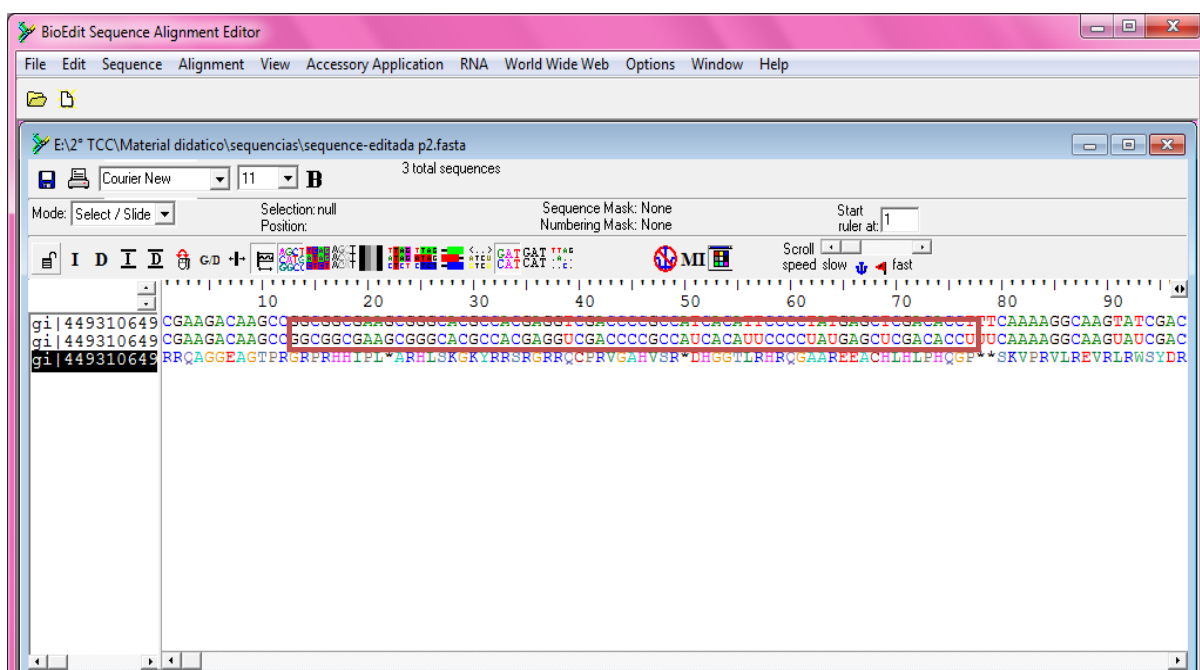 BioEdit Sequence Alignment Editor
File Edit Sequence Alignment View Accessory Application RNA World Wide Web Options Window Help
E:\2° TCC\Material didatico\sequencias\sequence-editada p2.fasta
Courier New 11 B 3 total sequences
Mode: Select / Slide Selection: null Sequence Mask: None Start
Position: Numbering Mask: None ruler at: 1
I D I D G/D MI Scroll
speed slow fast
10 20 30 40 50 60 70 80 90
gi|449310649 CGAAGACAAGCCGGCGGCGAAGCGGGCACGCCACGAGGTCGACCCCGCCATCACATTCCCCTATGAGCTCGACACCTTTCAAAAGGCAAGTATCGAC
gi|449310649 CGAAGACAAGCCGGCGGCGAAGCGGGCACGCCACGAGGUCGACCCCGCCAUCACAUUCCCCUAUGAGCUCGACACCUUUCAAAAGGCAAGUAUCGAC
gi|449310649 RRQAGGEAGTPRGRPRHHIPL*ARHLSKGKYRRSRGRRQCPRVGAHVSR*DHGGTLRHRQGAAREEACHLHLPHQGP**SKVPRVLREVRLRWSYDR